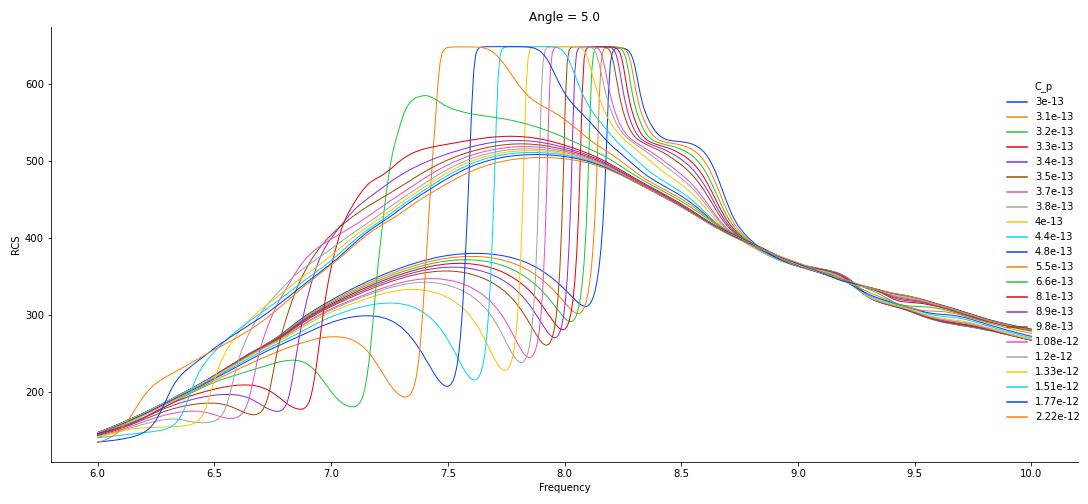 Angle = 5.0
RCS
600
500
400
300
200
6.0 6.5 7.0 7.5 8.0 8.5 9.0 9.5 10.0
Frequency
C_p
3e-13
3.1e-13
3.2e-13
3.3e-13
3.4e-13
3.5e-13
3.7e-13
3.8e-13
4e-13
4.4e-13
4.8e-13
5.5e-13
6.6e-13
8.1e-13
8.9e-13
9.8e-13
1.08e-12
1.2e-12
1.33e-12
1.51e-12
1.77e-12
2.22e-12